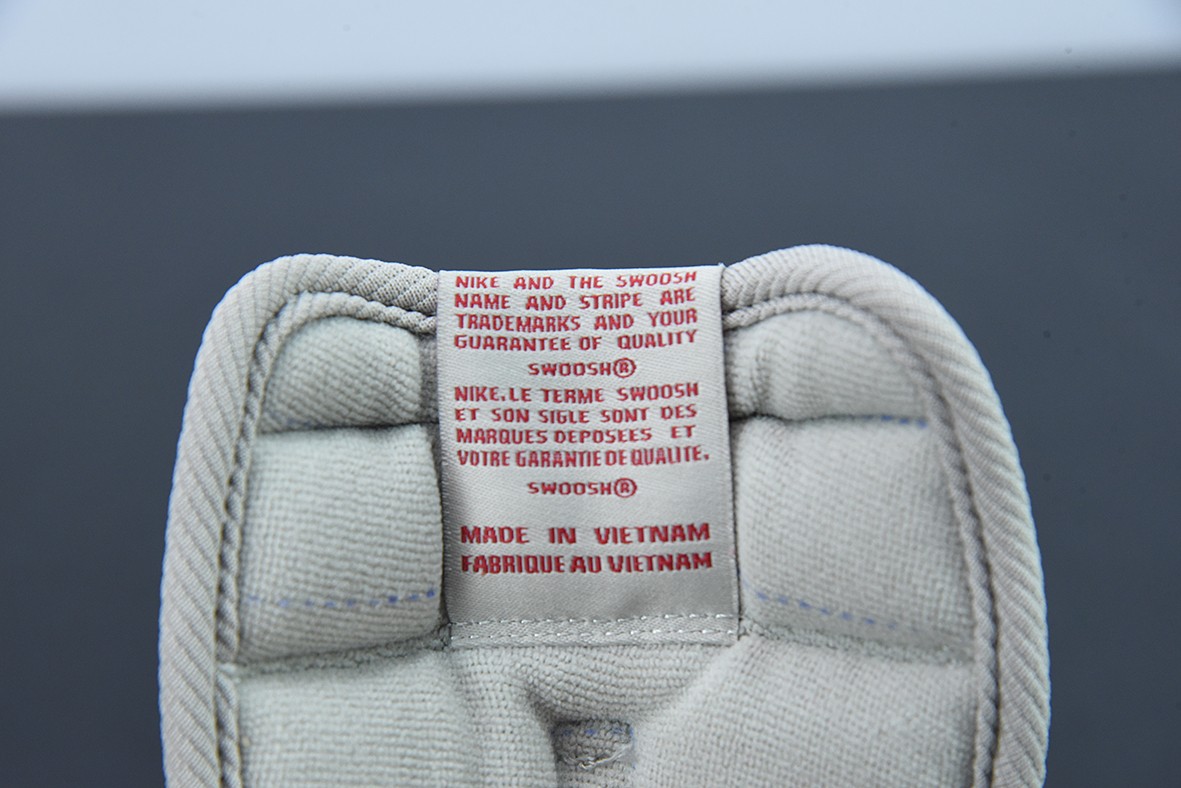 NIKE AND THE SWOOSH
NAME AND STRIPE ARE
TRADEMARKS AND YOUR
GUARANTEE OF QUALITY
SWOOSH®
NIKE, LE TERME SWOOSH
ET SON SIGLE SONT DES
MARQUES DEPOSEES ET
VOTRE GARANTIE DE QUALITE.
SWOOSH®
MADE IN VIETNAM
FABRIQUE AU VIETNAM